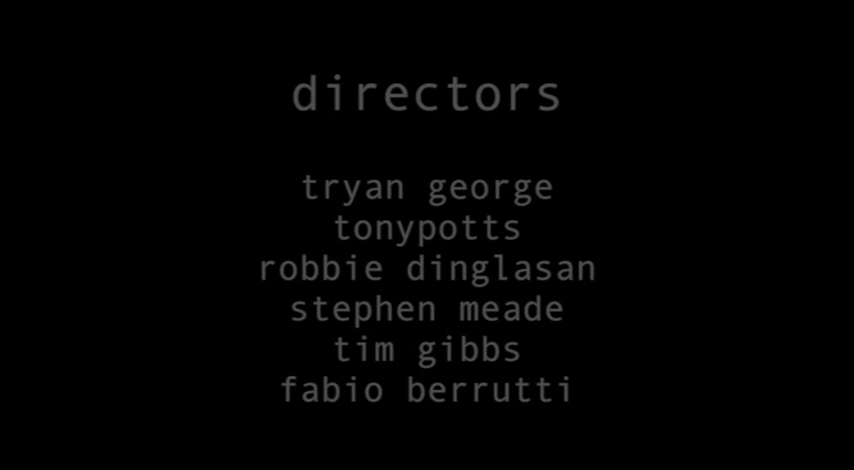 directors
tryan george
tonypotts
robbie dinglasan
stephen meade
tim gibbs
fabio berrutti